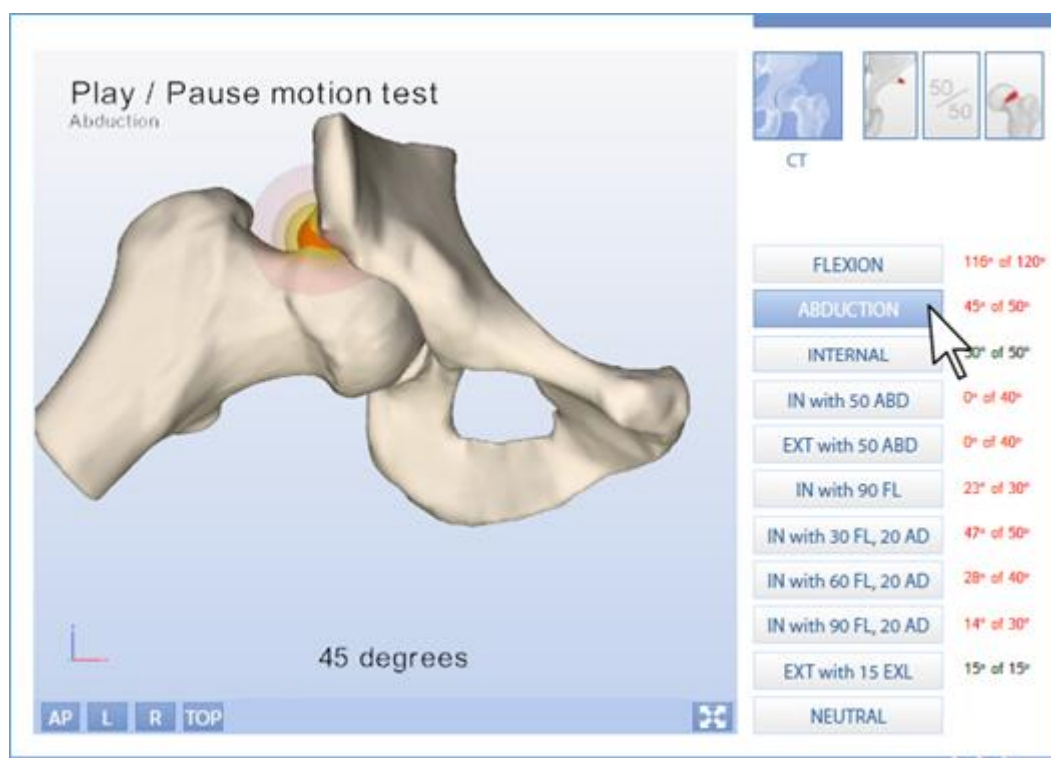 Play / Pause motion test
Abduction
50/50
CT
FLEXION 116° of 120°
ABDUCTION 45° of 50°
INTERNAL of 50°
IN with 50 ABD 0° of 40°
EXT with 50 ABD 0° of 40°
IN with 90 FL 23° of 30°
IN with 30 FL, 20 AD 47° of 50°
IN with 60 FL, 20 AD 28° of 40°
IN with 90 FL, 20 AD 14° of 30°
EXT with 15 EXL 15° of 15°
NEUTRAL
45 degrees
AP L R TOP